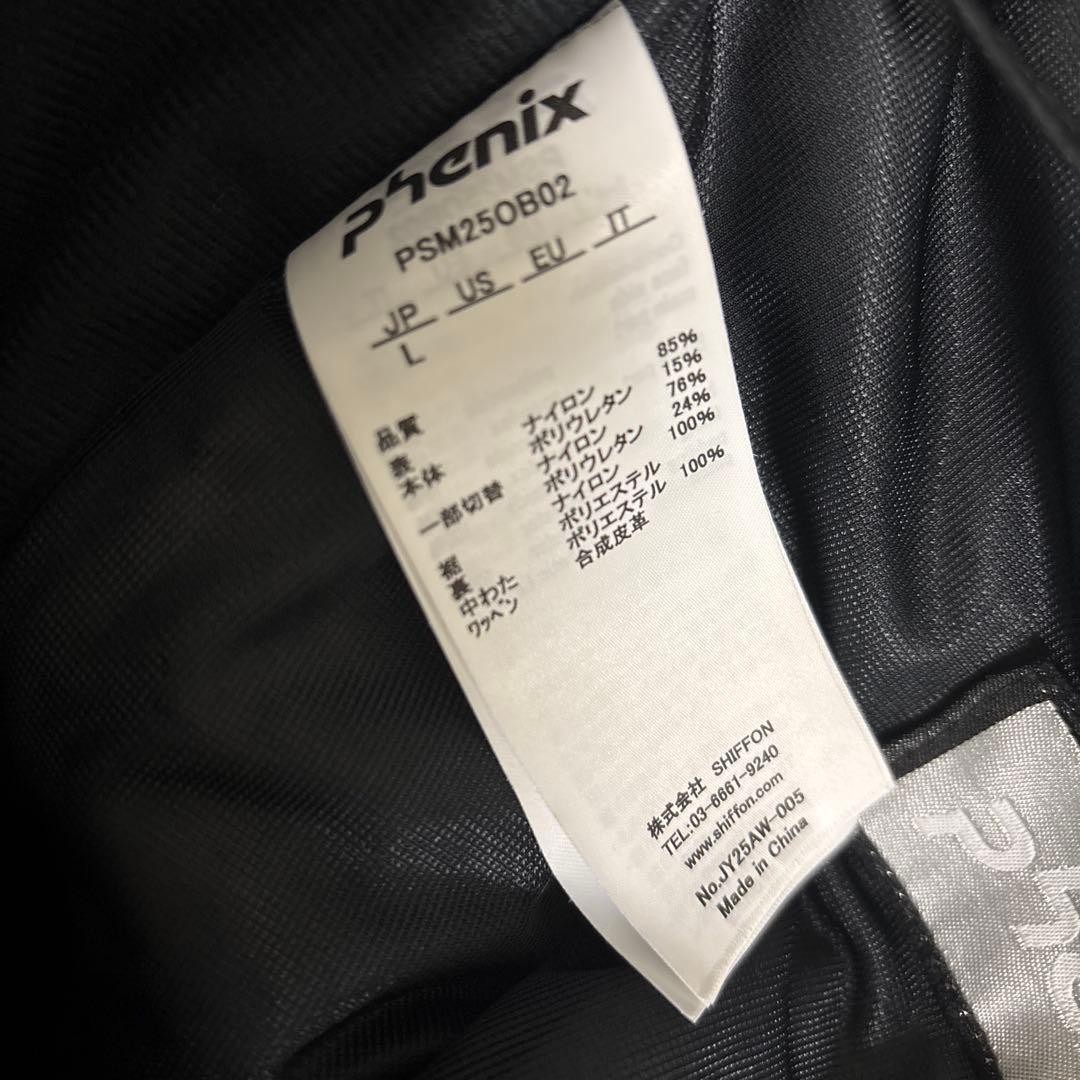 Phenix
PSM25OB02
JP US EU IT
L
品質
表
本体 ナイロン 85%
ポリウレタン 15%
一部切替 ナイロン 76%
ポリウレタン 24%
裾 ナイロン 100%
裏 ポリエステル
中わた ポリエステル 100%
ワッペン 合成皮革
株式会社 SHIFFON
TEL:03-6661-9240
www.shiffon.com
No.JY25AW-005
Made in China